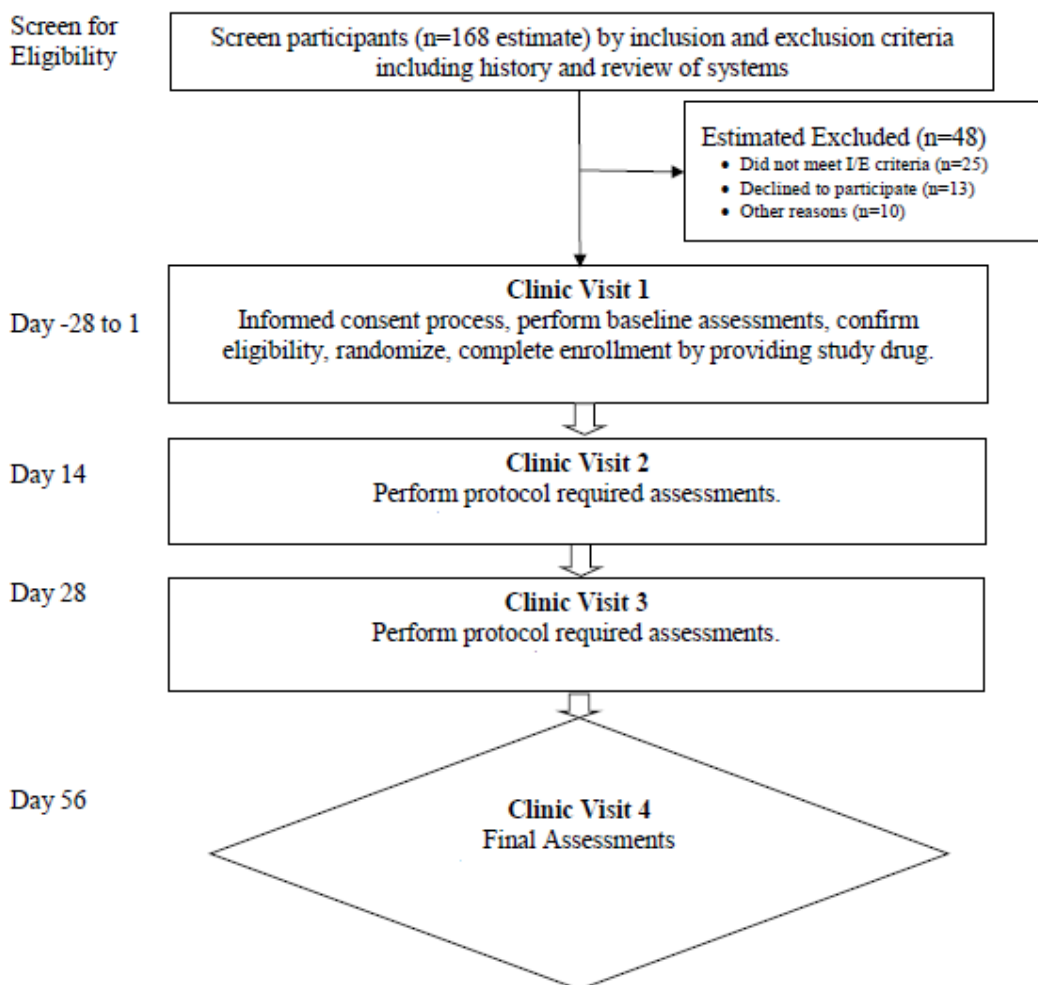 Screen for
Eligibility
Screen participants (n=168 estimate) by inclusion and exclusion criteria
including history and review of systems
Estimated Excluded (n=48)
• Did not meet I/E criteria (n=25)
• Declined to participate (n=13)
• Other reasons (n=10)
Day -28 to 1
Clinic Visit 1
Informed consent process, perform baseline assessments, confirm
eligibility, randomize, complete enrollment by providing study drug.
Day 14
Clinic Visit 2
Perform protocol required assessments.
Day 28
Clinic Visit 3
Perform protocol required assessments.
Day 56
Clinic Visit 4
Final Assessments